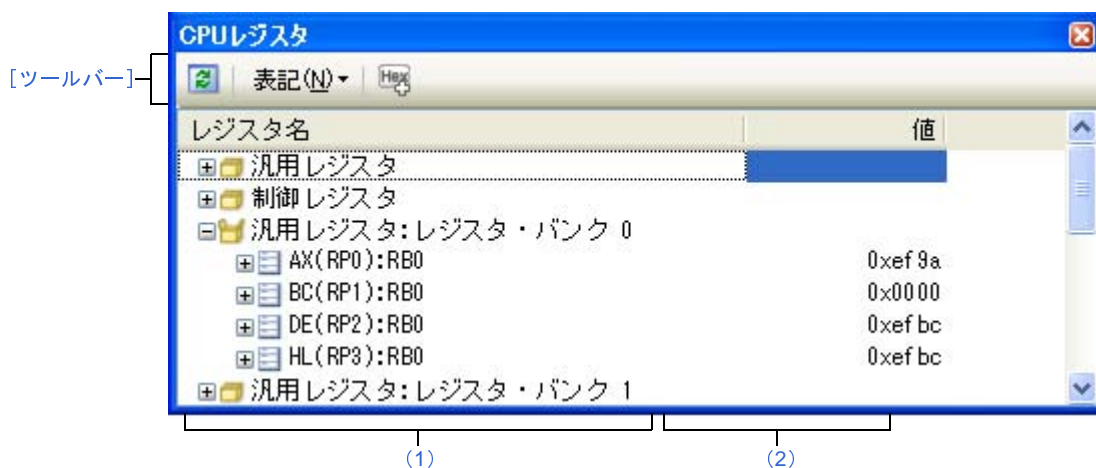 CPUレジスタ
[ツールバー]
表記(N)
Hex
レジスタ名 値
汎用レジスタ
制御レジスタ
汎用レジスタ:レジスタ・バンク 0
AX(RP0):RB0 0xef9a
BC(RP1):RB0 0x0000
DE(RP2):RB0 0xefbc
HL(RP3):RB0 0xefbc
汎用レジスタ:レジスタ・バンク 1
(1) (2)